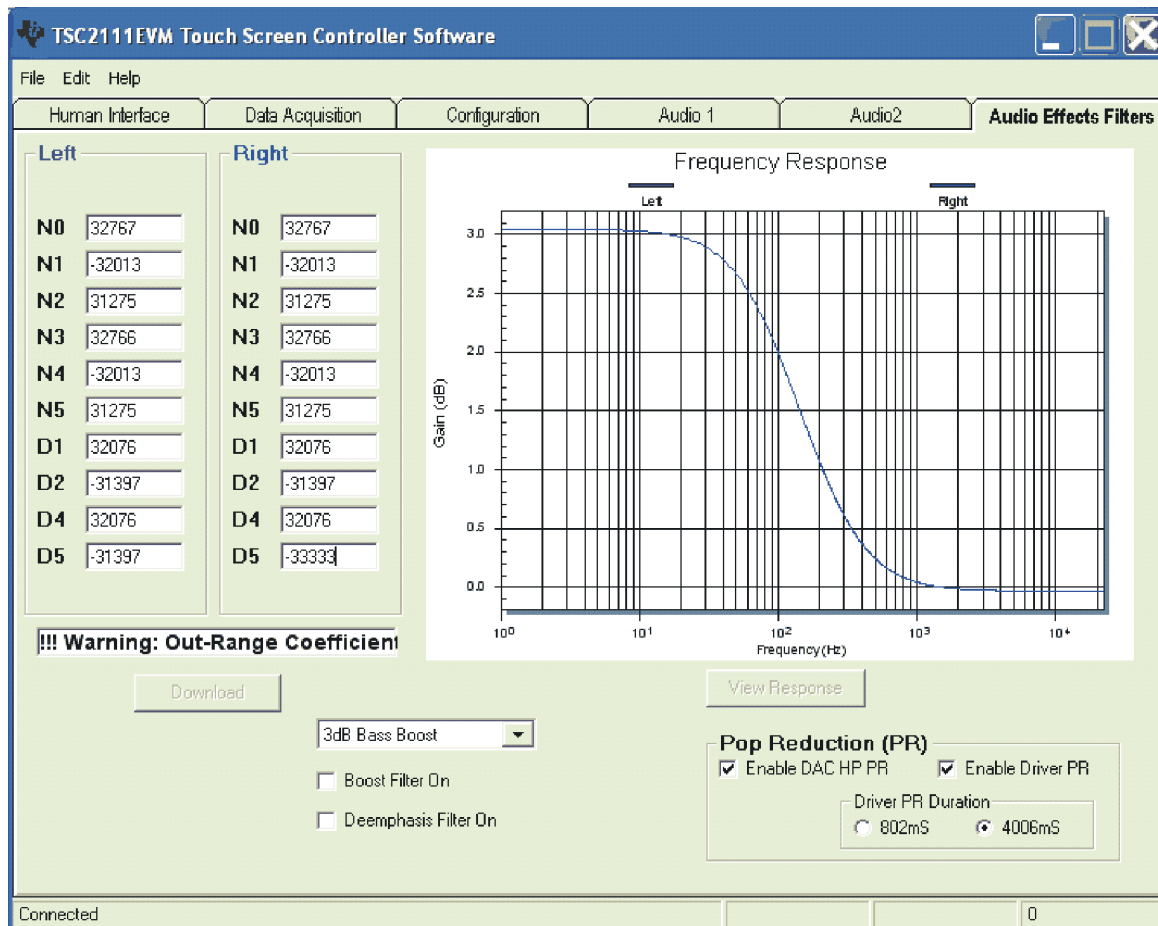 TSC2111EVM Touch Screen Controller Software
File Edit Help
Human Interface Data Acquisition Configuration Audio 1 Audio2 Audio Effects Filters
Left Right
N0 32767 N0 32767
N1 -32013 N1 -32013
N2 31275 N2 31275
N3 32766 N3 32766
N4 -32013 N4 -32013
N5 31275 N5 31275
D1 32076 D1 32076
D2 -31397 D2 -31397
D4 32076 D4 32076
D5 -31397 D5 -33333
Frequency Response
Left Right
3.0
2.5
2.0
1.5
1.0
0.5
0.0
Gain (dB)
10⁰ 10¹ 10² 10³ 10⁴
Frequency (Hz)
!!! Warning: Out-Range Coefficient
Download
View Response
3dB Bass Boost
Boost Filter On
Deemphasis Filter On
Pop Reduction (PR)
Enable DAC HP PR Enable Driver PR
Driver PR Duration
802mS 4006mS
Connected 0